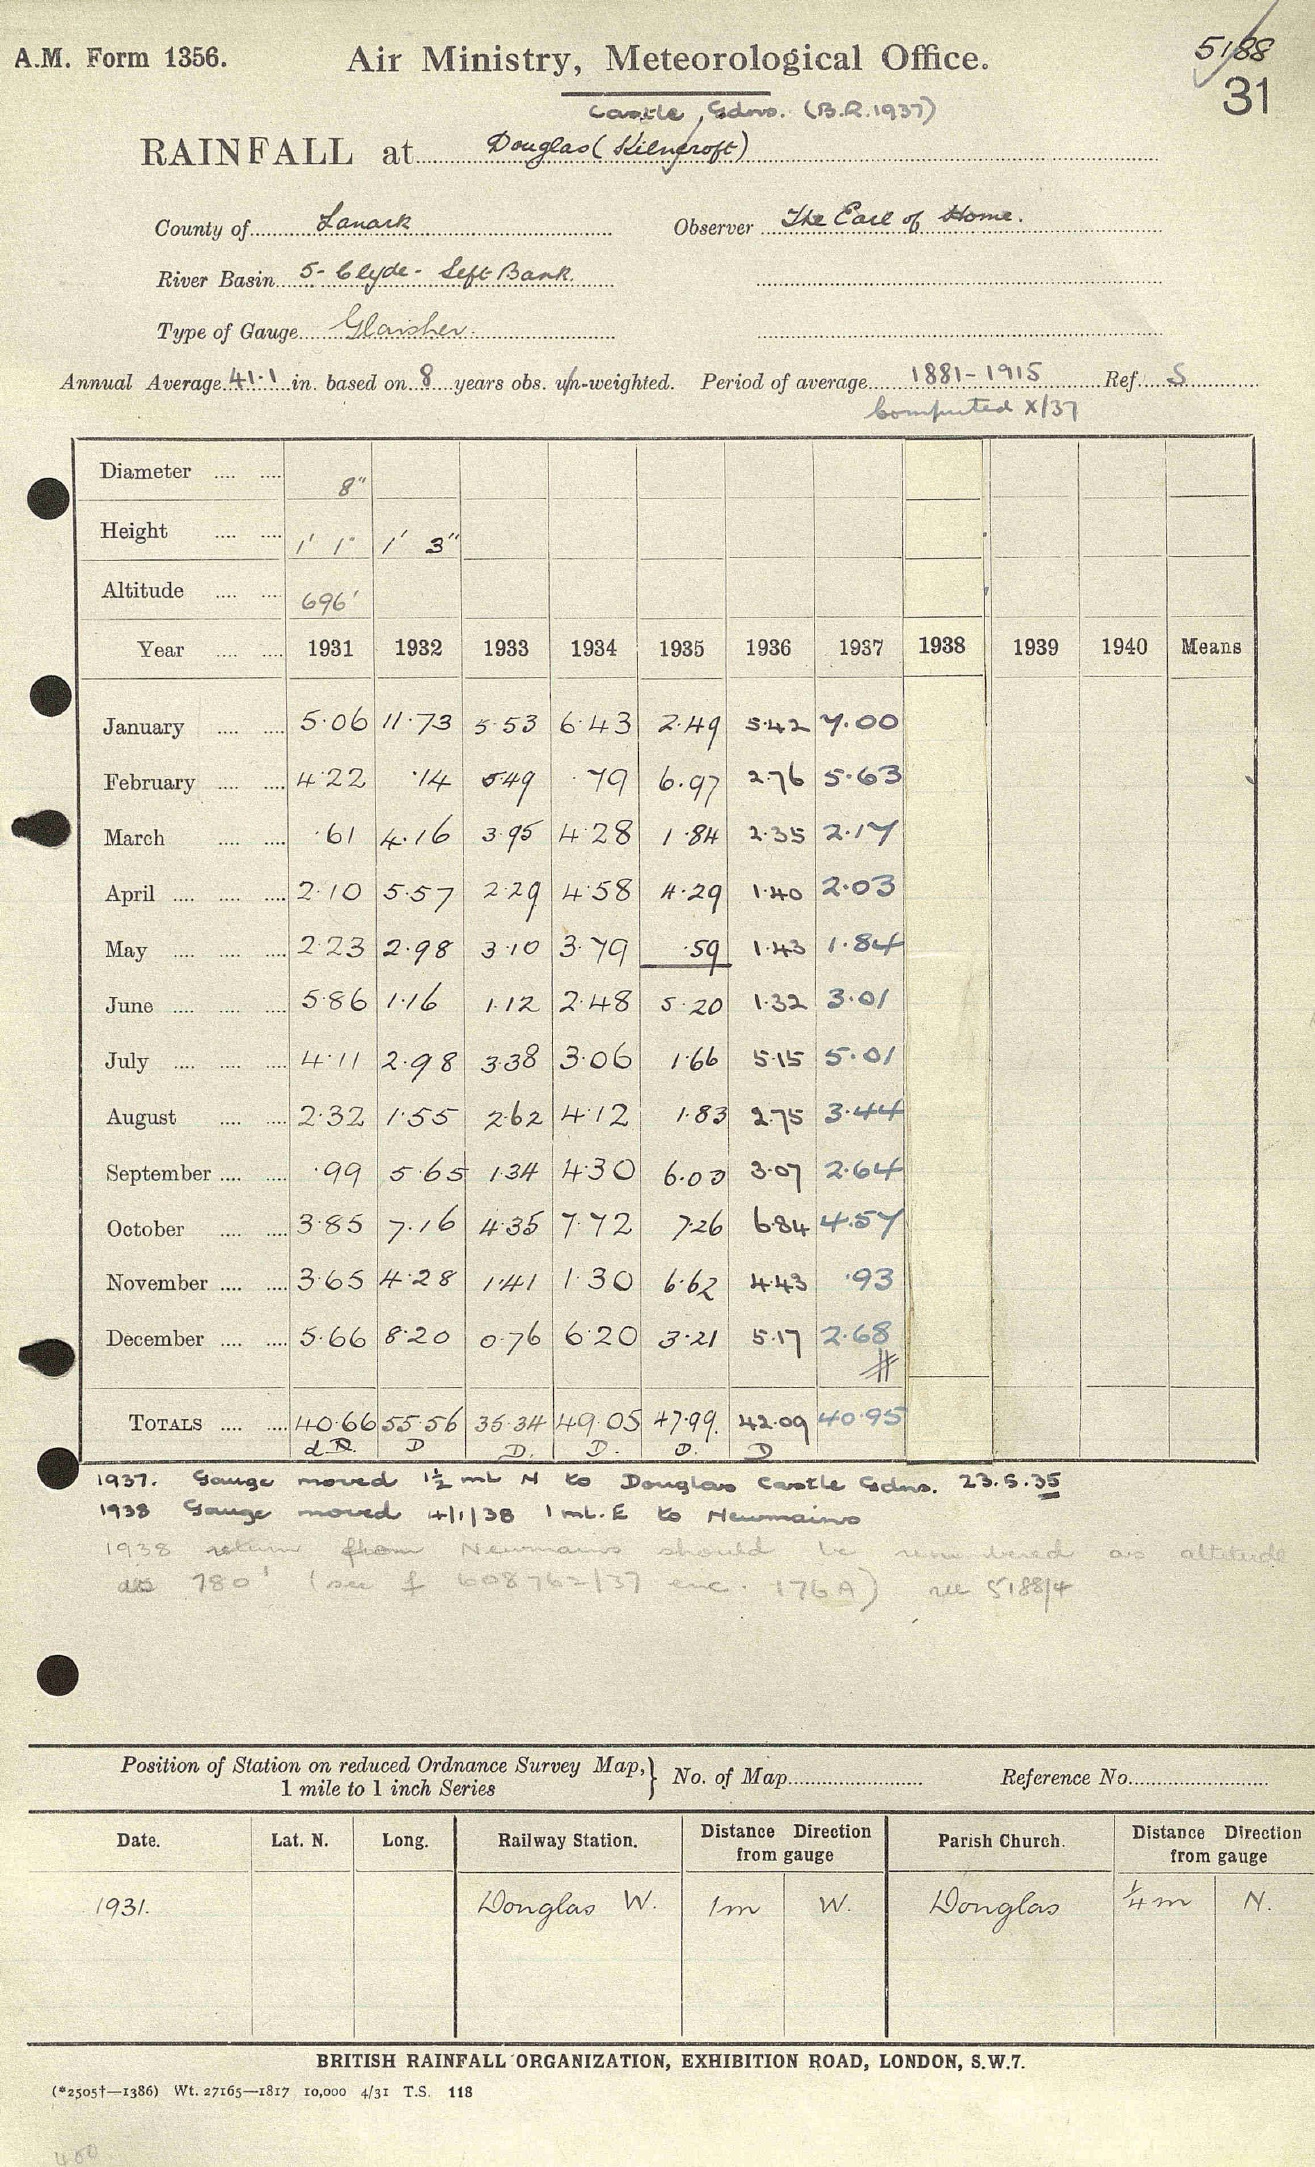 A.M. Form 1356. Air Ministry, Meteorological Office. 5188
31
Castle Gdns. (B.R. 1937)
RAINFALL at Douglas (Kilncroft)
County of Lanark Observer The Earl of Home.
River Basin 5 - Clyde - Left Bank.
Type of Gauge Glaisher.
Annual Average 41.1 in. based on 8 years obs. un-weighted. Period of average 1881-1915 Ref. S
Computed X/37
Diameter .... .... 8"
Height .... .... 1' 1" 1' 3"
Altitude .... .... 696'
Year .... .... 1931 1932 1933 1934 1935 1936 1937 1938 1939 1940 Means
January .... .... 5.06 11.73 5.53 6.43 2.49 5.42 7.00
February .... .... 4.22 .14 5.49 .79 6.97 2.76 5.63
March .... .... .61 4.16 3.95 4.28 1.84 2.35 2.17
April .... .... .... 2.10 5.57 2.29 4.58 4.29 1.40 2.03
May .... .... .... 2.23 2.98 3.10 3.79 .59 1.43 1.84
June .... .... .... 5.86 1.16 1.12 2.48 5.20 1.32 3.01
July .... .... .... 4.11 2.98 3.38 3.06 1.66 5.15 5.01
August .... .... 2.32 1.55 2.62 4.12 1.83 2.75 3.44
September .... .... .99 5.65 1.34 4.30 6.03 3.07 2.64
October .... .... 3.85 7.16 4.35 7.72 7.26 6.84 4.57
November .... .... 3.65 4.28 1.41 1.30 6.62 4.43 .93
December .... .... 5.66 8.20 0.76 6.20 3.21 5.17 2.68
TOTALS .... .... 40.66 55.56 35.34 49.05 47.99. 42.09 40.95
d D. D D. D. D. D
1937. Gauge moved 1½ ml N to Douglas Castle Gdns. 23.5.35
1938 Gauge moved 4/1/38 1 ml. E to Newmains
1938 return from Newmains should be as altitude
780' (see f 608762/37 enc. 176A) see 5188/4
Position of Station on reduced Ordnance Survey Map, } No. of Map Reference No.
1 mile to 1 inch Series
Date. Lat. N. Long. Railway Station. Distance Direction from gauge Parish Church. Distance Direction from gauge
1931. Douglas W. 1m W. Douglas ¼ m N.
BRITISH RAINFALL ORGANIZATION, EXHIBITION ROAD, LONDON, S.W.7.
(*2505†—1386) Wt. 27165—1817 10,000 4/31 T.S. 118
400